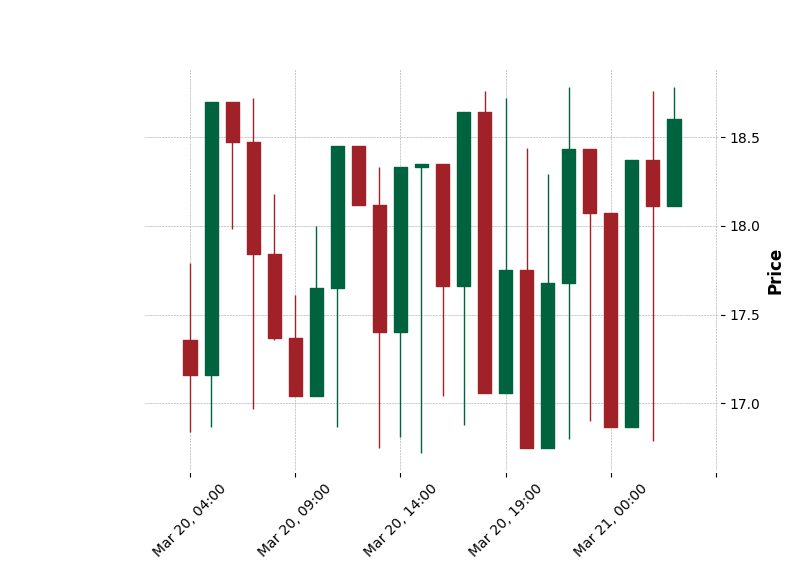 18.5
18.0
17.5
17.0
Price
Mar 20, 04:00
Mar 20, 09:00
Mar 20, 14:00
Mar 20, 19:00
Mar 21, 00:00